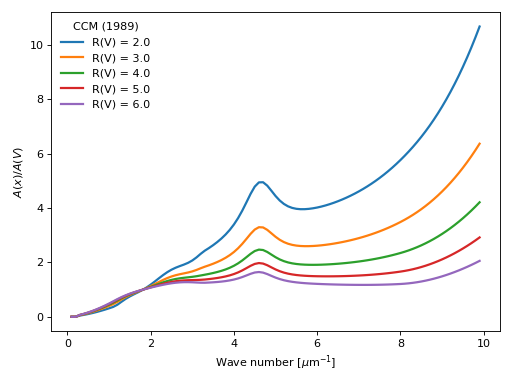 CCM (1989)
R(V) = 2.0
R(V) = 3.0
R(V) = 4.0
R(V) = 5.0
R(V) = 6.0
A(x)/A(V)
10
8
6
4
2
0
0 2 4 6 8 10
Wave number [μm⁻¹]